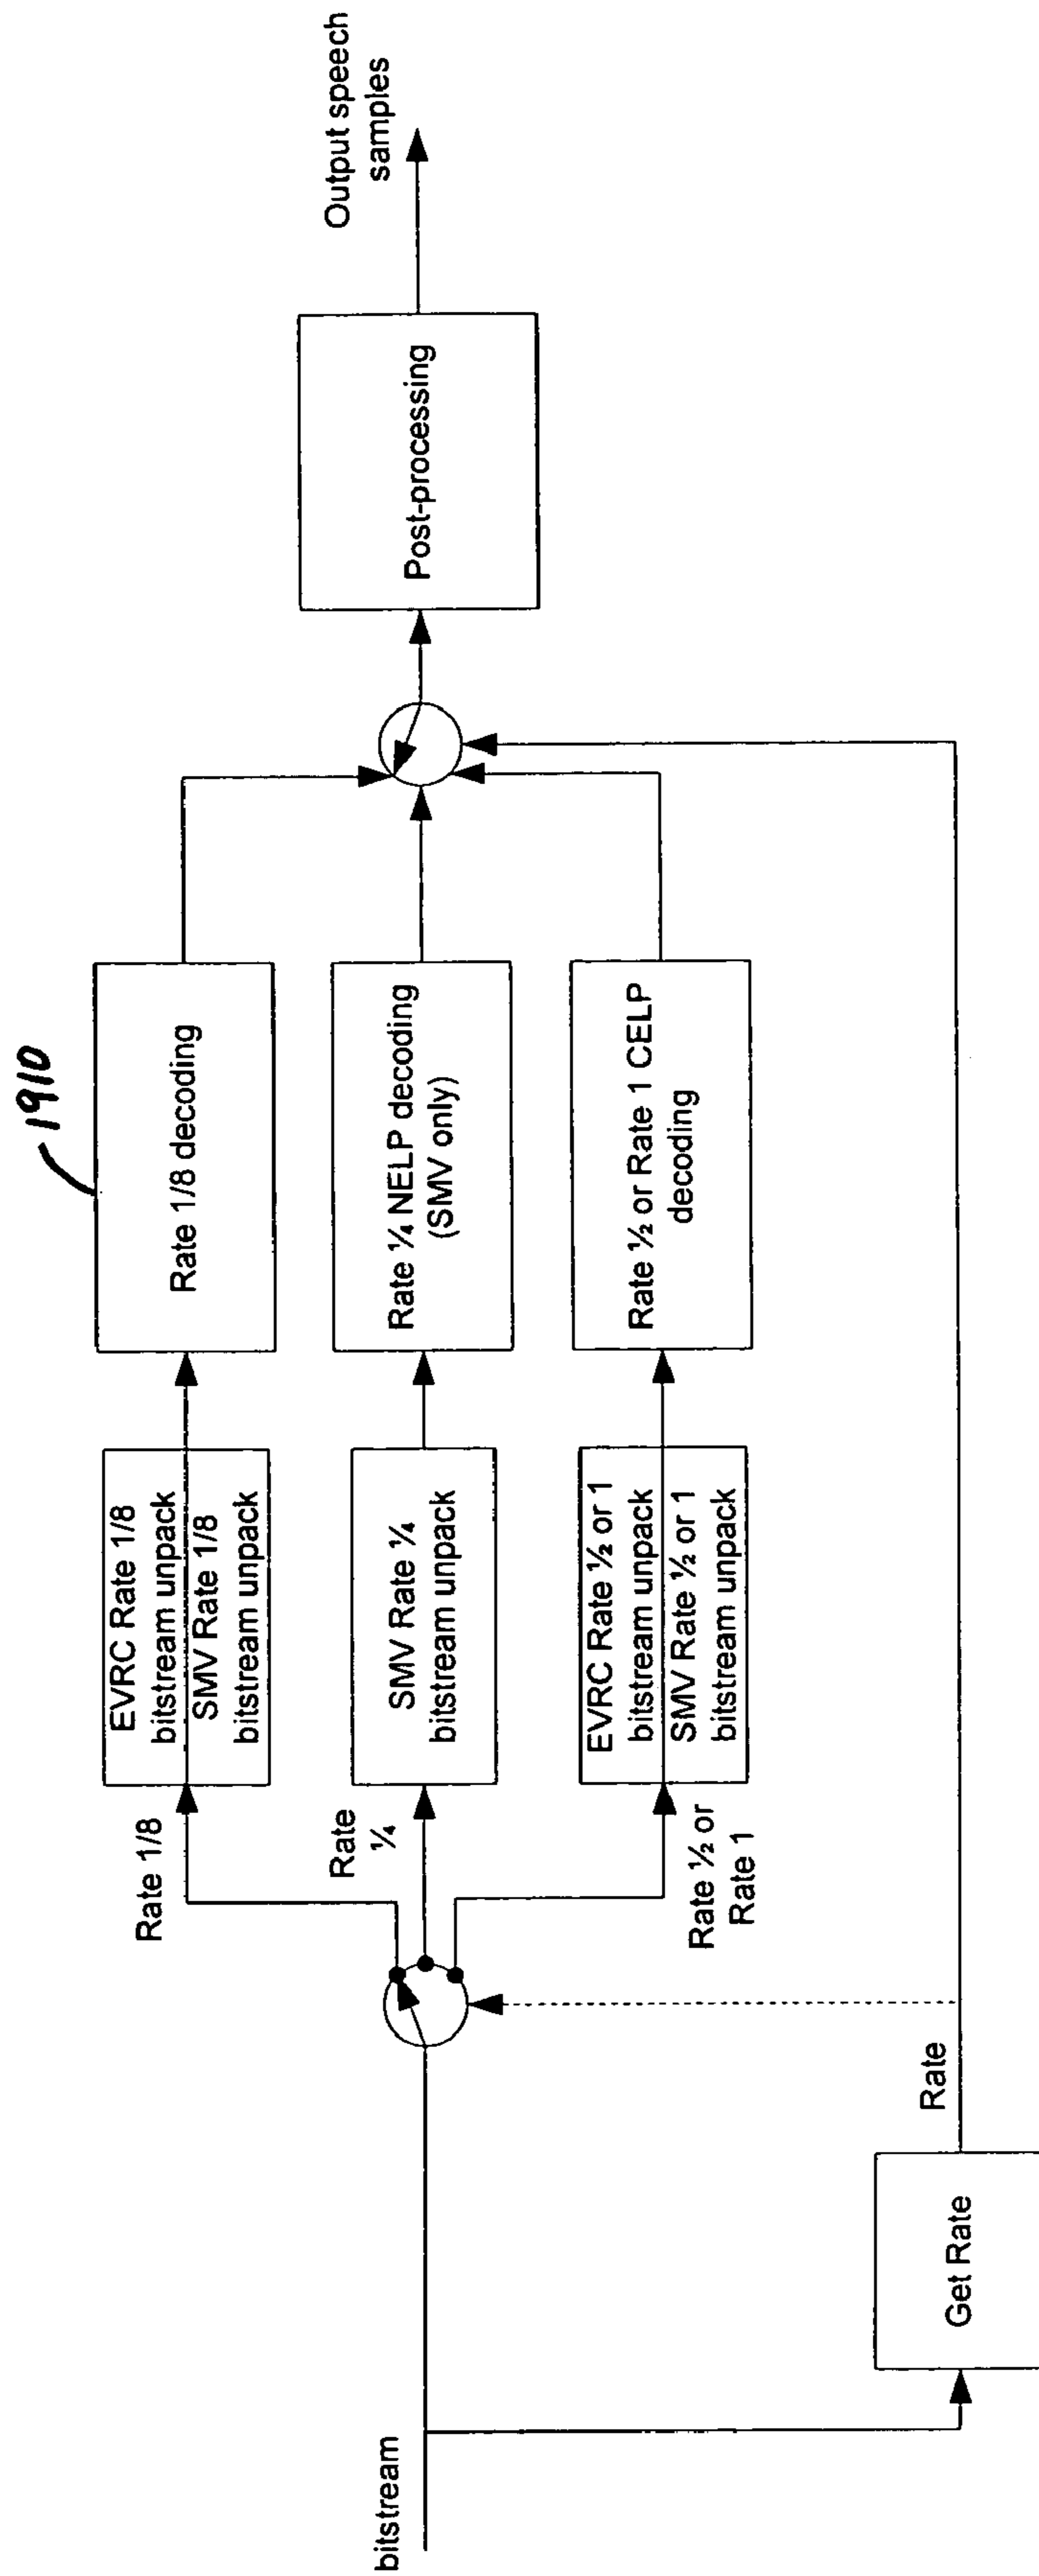 bitstream
Get Rate
Rate
Rate 1/8
Rate
¼
Rate ½ or
Rate 1
EVRC Rate 1/8
bitstream unpack
SMV Rate 1/8
bitstream unpack
SMV Rate ¼
bitstream unpack
EVRC Rate ½ or 1
bitstream unpack
SMV Rate ½ or 1
bitstream unpack
1910
Rate 1/8 decoding
Rate ¼ NELP decoding
(SMV only)
Rate ½ or Rate 1 CELP
decoding
Post-processing
Output speech
samples